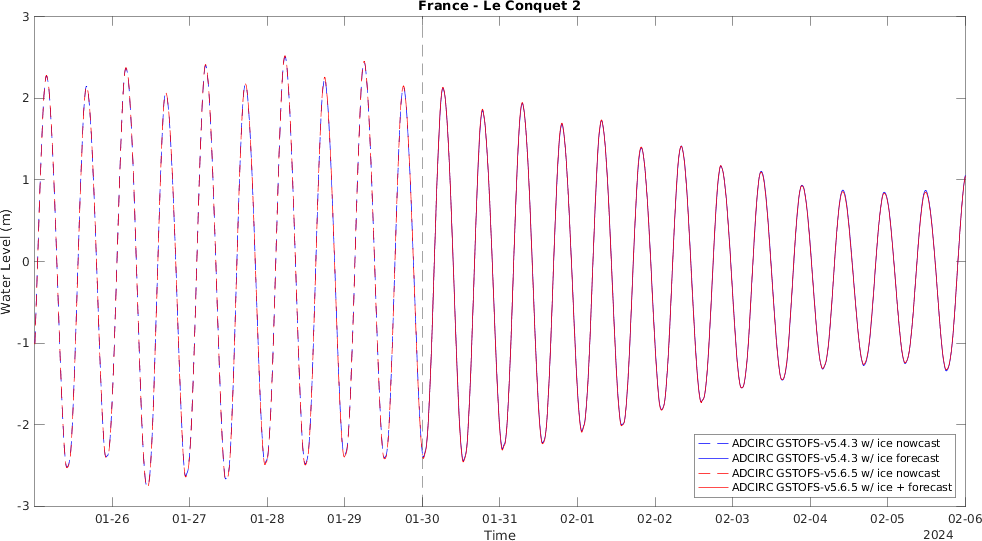 France - Le Conquet 2
3
2
1
0
-1
-2
-3
Water Level (m)
01-26
01-27
01-28
01-29
01-30
01-31
02-01
02-02
02-03
02-04
02-05
02-06
Time
2024
ADCIRC GSTOFS-v5.4.3 w/ ice nowcast
ADCIRC GSTOFS-v5.4.3 w/ ice forecast
ADCIRC GSTOFS-v5.6.5 w/ ice nowcast
ADCIRC GSTOFS-v5.6.5 w/ ice + forecast